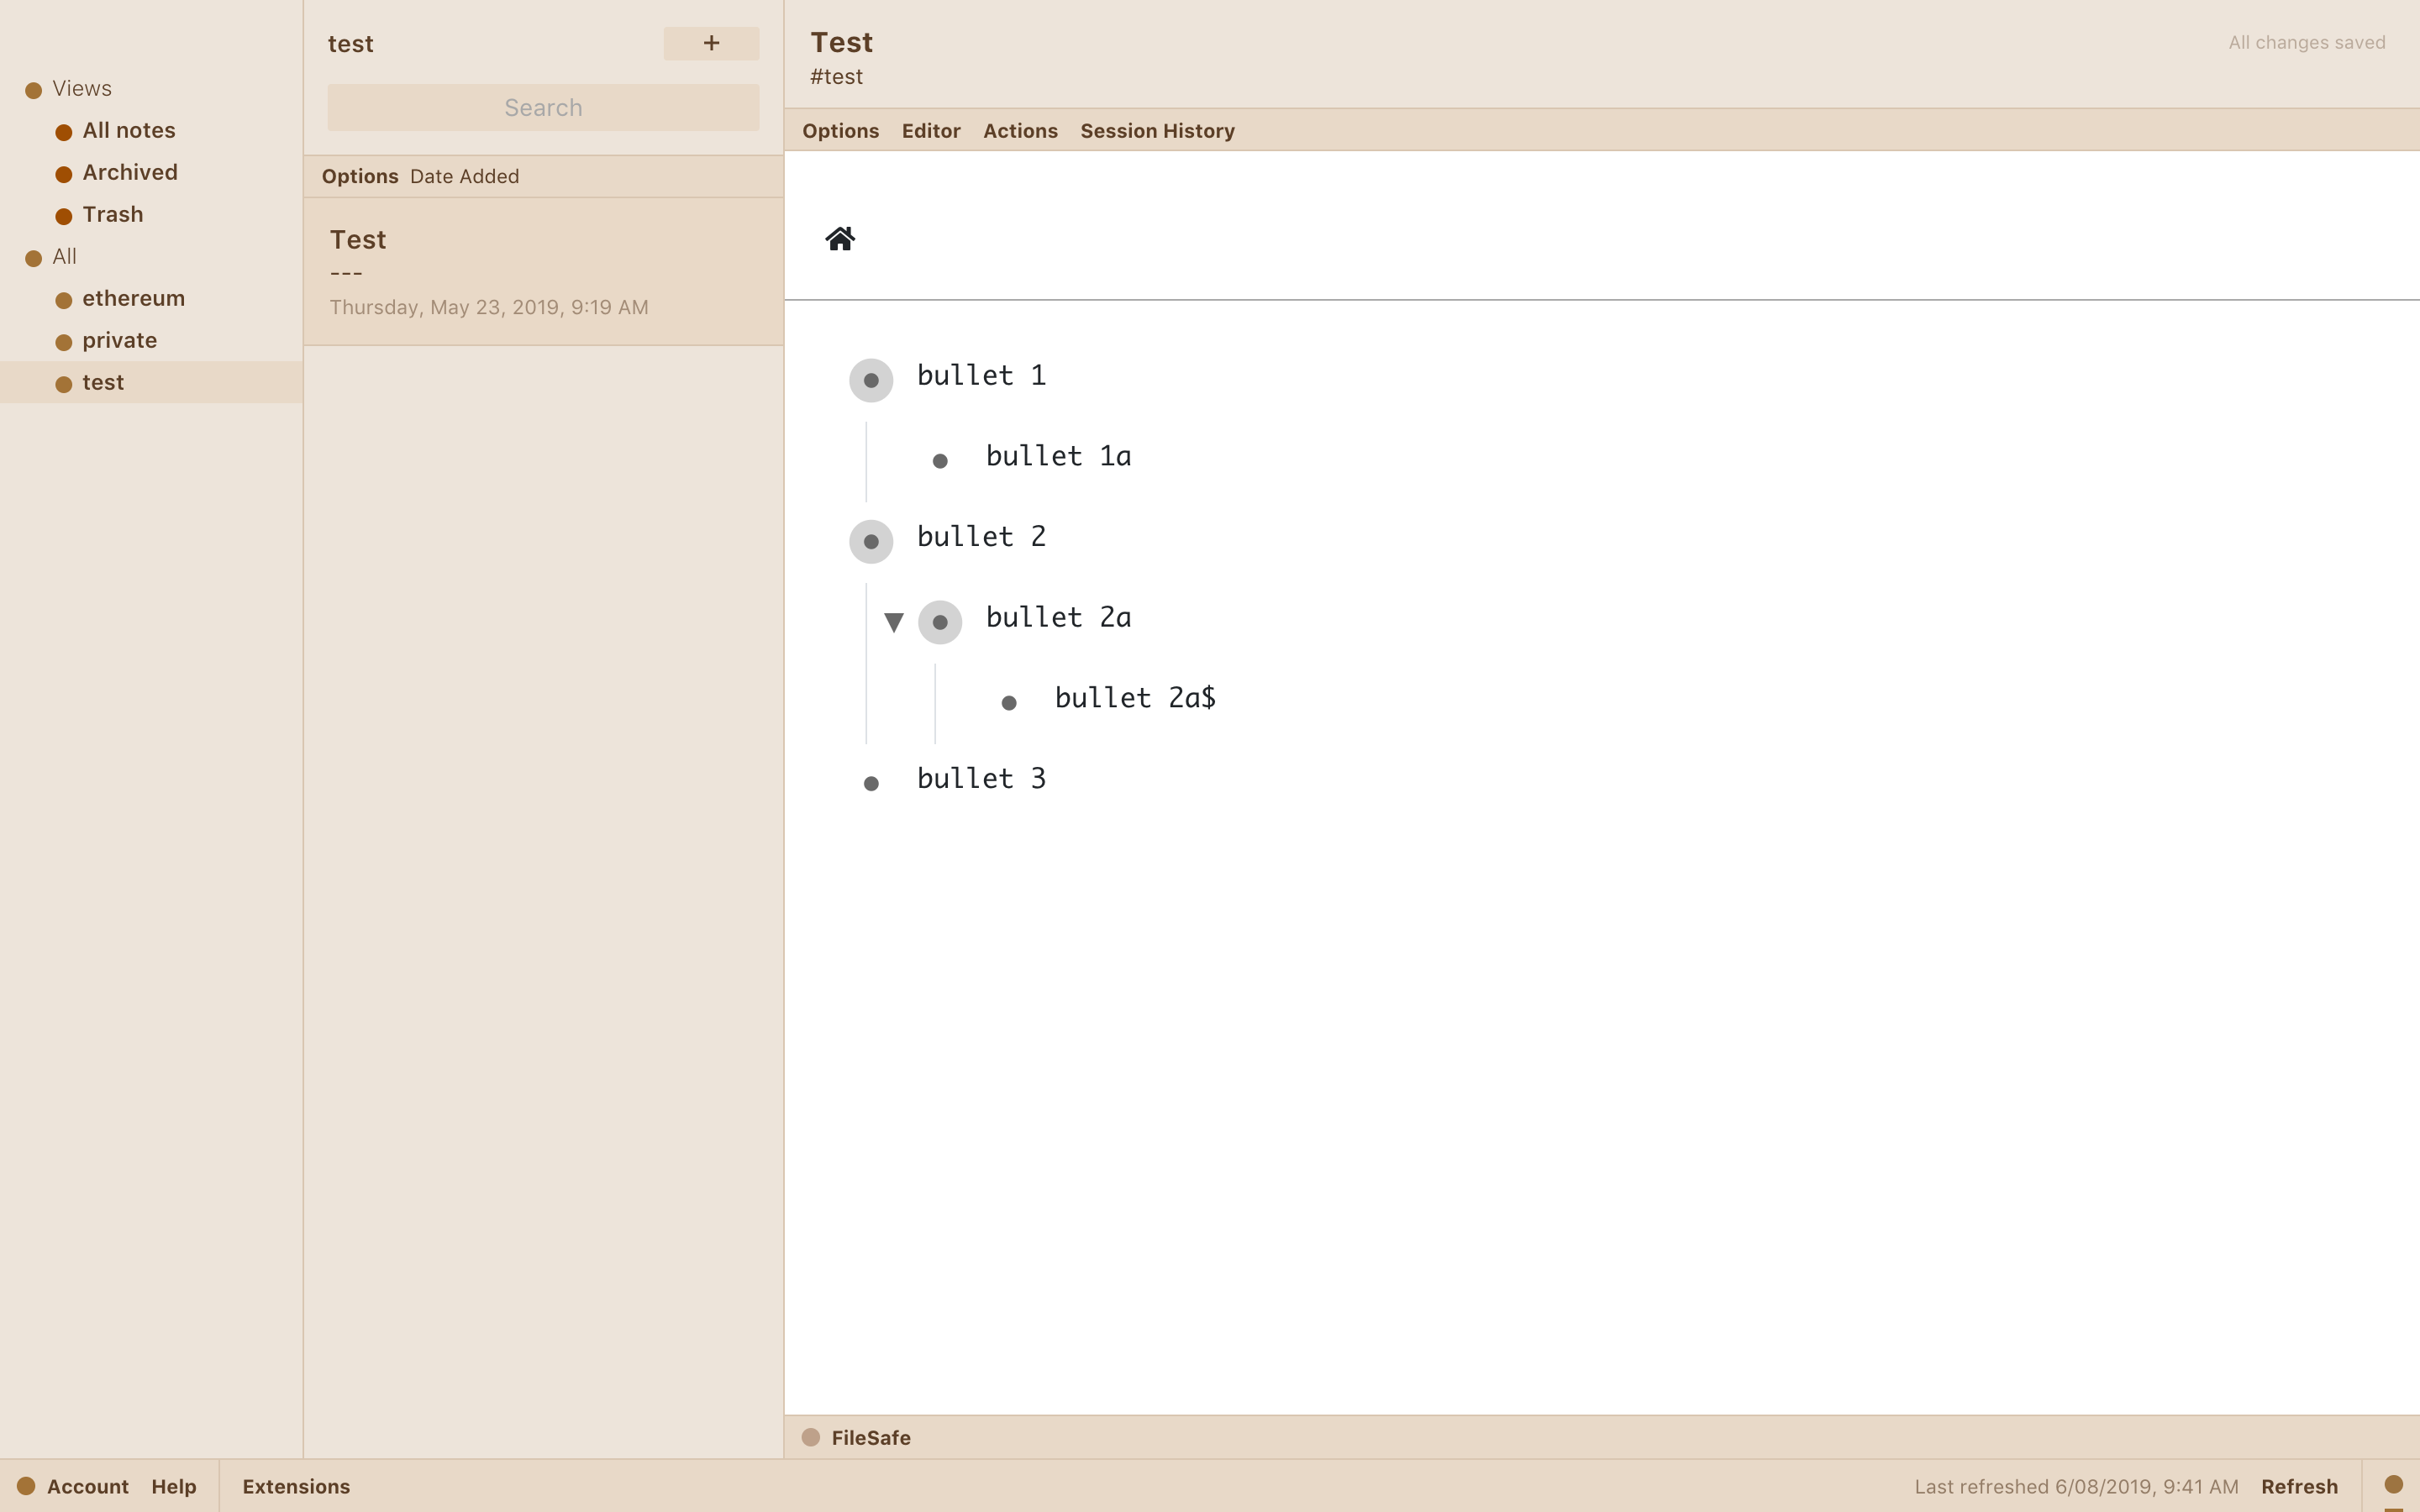 Views
All notes
Archived
Trash
All
ethereum
private
test
test +
Search
Options Date Added
Test
---
Thursday, May 23, 2019, 9:19 AM
Test
All changes saved
#test
Options Editor Actions Session History
bullet 1
bullet 1a
bullet 2
bullet 2a
bullet 2a$
bullet 3
FileSafe
Account Help Extensions
Last refreshed 6/08/2019, 9:41 AM Refresh